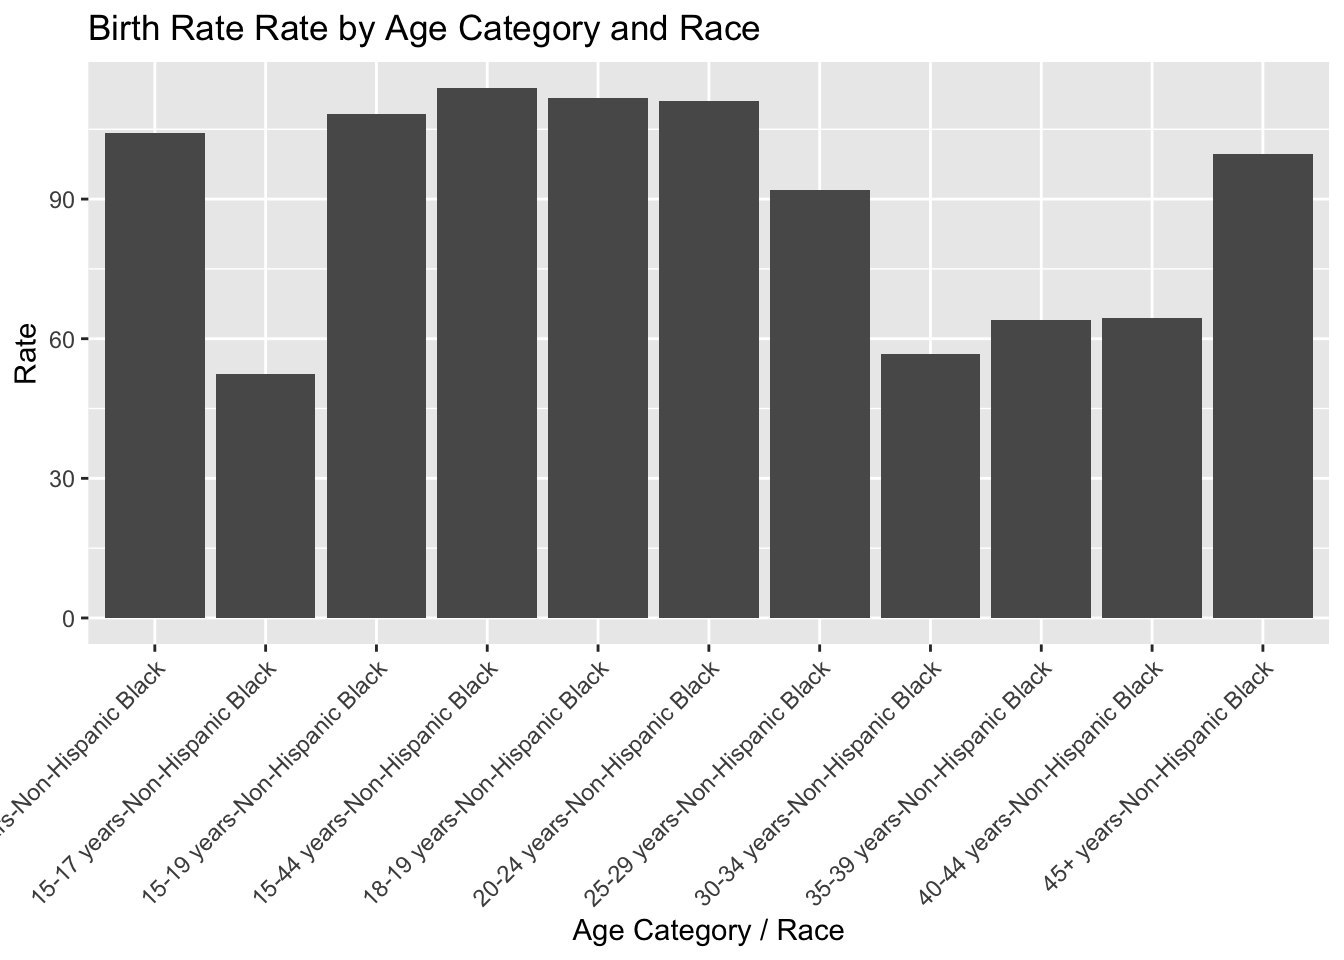 Birth Rate Rate by Age Category and Race
Rate
90
60
30
0
rs-Non-Hispanic Black
15-17 years-Non-Hispanic Black
15-19 years-Non-Hispanic Black
15-44 years-Non-Hispanic Black
18-19 years-Non-Hispanic Black
20-24 years-Non-Hispanic Black
25-29 years-Non-Hispanic Black
30-34 years-Non-Hispanic Black
35-39 years-Non-Hispanic Black
40-44 years-Non-Hispanic Black
45+ years-Non-Hispanic Black
Age Category / Race